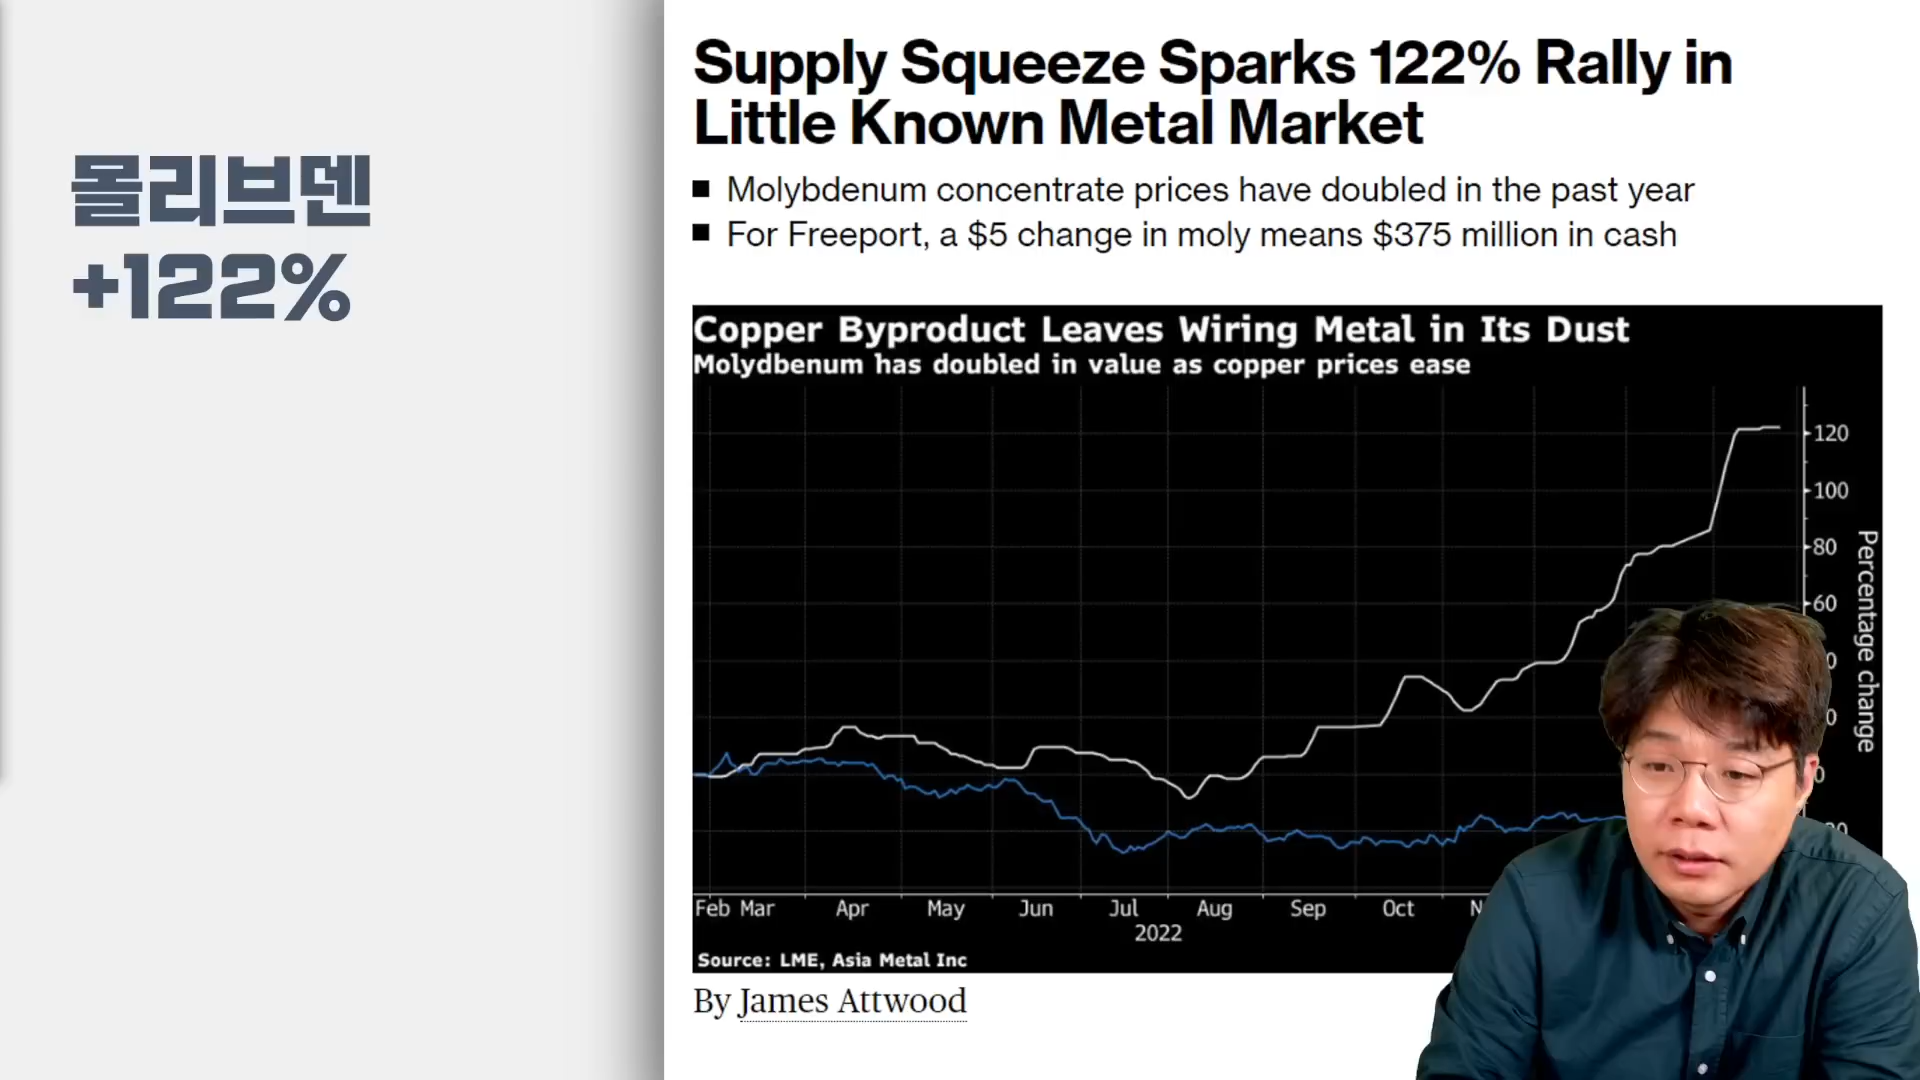 몰리브덴
+122%
Supply Squeeze Sparks 122% Rally in
Little Known Metal Market
■ Molybdenum concentrate prices have doubled in the past year
■ For Freeport, a $5 change in moly means $375 million in cash
Copper Byproduct Leaves Wiring Metal in Its Dust
Molydbenum has doubled in value as copper prices ease
120
100
80
60
0
Percentage change
Feb Mar Apr May Jun Jul Aug Sep Oct
2022
Source: LME, Asia Metal Inc
By James Attwood